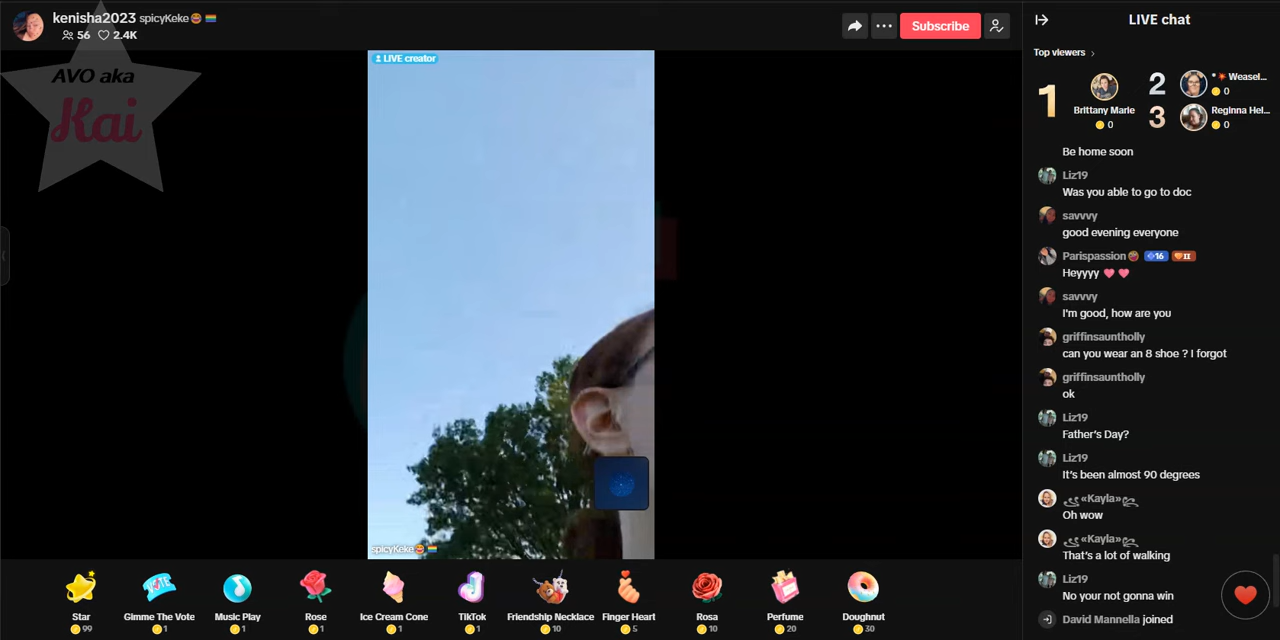 kenisha2023 spicyKeke
56 2.4K
Subscribe
AVO aka
Kai
LIVE creator
spicyKeke
Star
99
Gimme The Vote
1
Music Play
1
Rose
1
Ice Cream Cone
1
TikTok
1
Friendship Necklace
10
Finger Heart
5
Rosa
10
Perfume
20
Doughnut
30
LIVE chat
Top viewers
1
Brittany Marie
0
2
Weasel...
0
3
Reginna Hel...
0
Be home soon
Liz19
Was you able to go to doc
savvvy
good evening everyone
Parispassion 16 II
Heyyyy
savvvy
I'm good, how are you
griffinsauntholly
can you wear an 8 shoe ? I forgot
griffinsauntholly
ok
Liz19
Father's Day?
Liz19
It's been almost 90 degrees
«Kayla»
Oh wow
«Kayla»
That's a lot of walking
Liz19
No your not gonna win
David Mannella joined